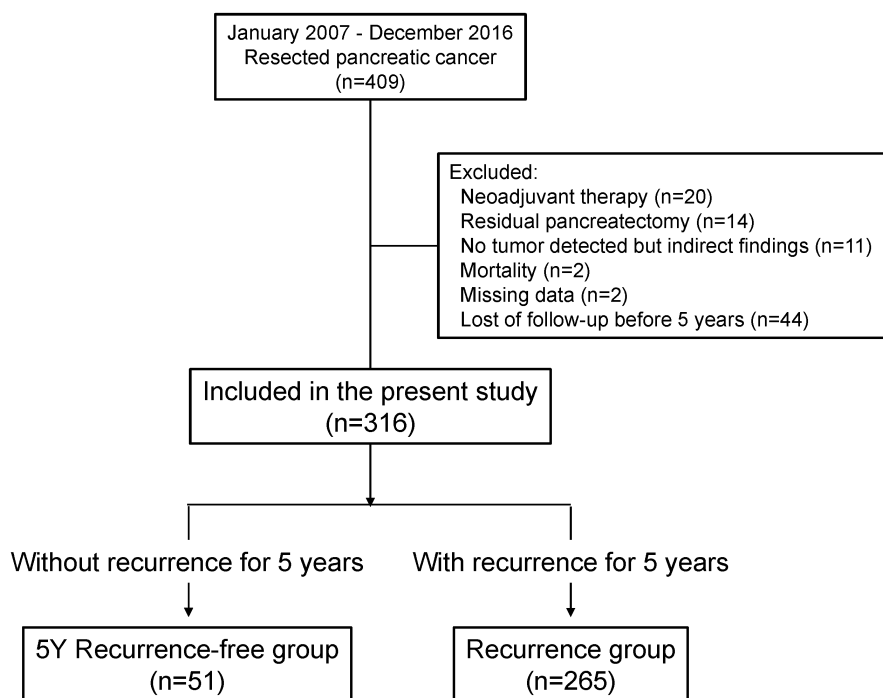 January 2007 - December 2016
Resected pancreatic cancer
(n=409)
Excluded:
Neoadjuvant therapy (n=20)
Residual pancreatectomy (n=14)
No tumor detected but indirect findings (n=11)
Mortality (n=2)
Missing data (n=2)
Lost of follow-up before 5 years (n=44)
Included in the present study
(n=316)
Without recurrence for 5 years
With recurrence for 5 years
5Y Recurrence-free group
(n=51)
Recurrence group
(n=265)